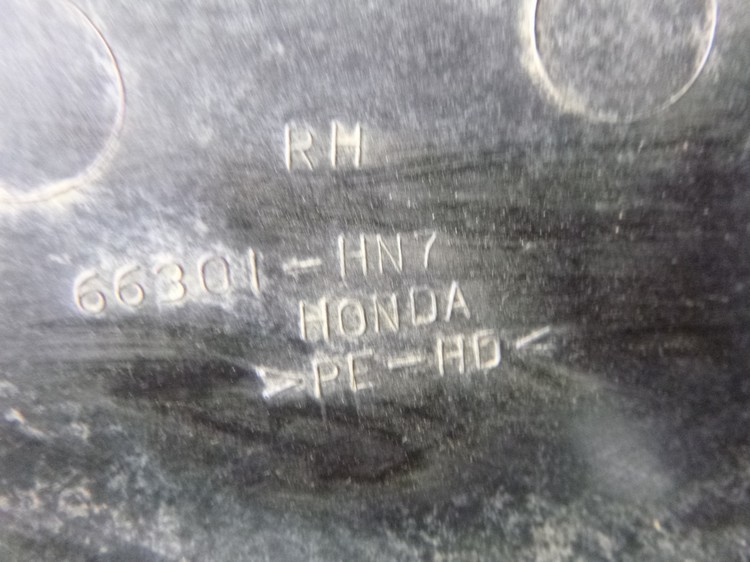 RH
66301-HN7
HONDA
>PE-HD<